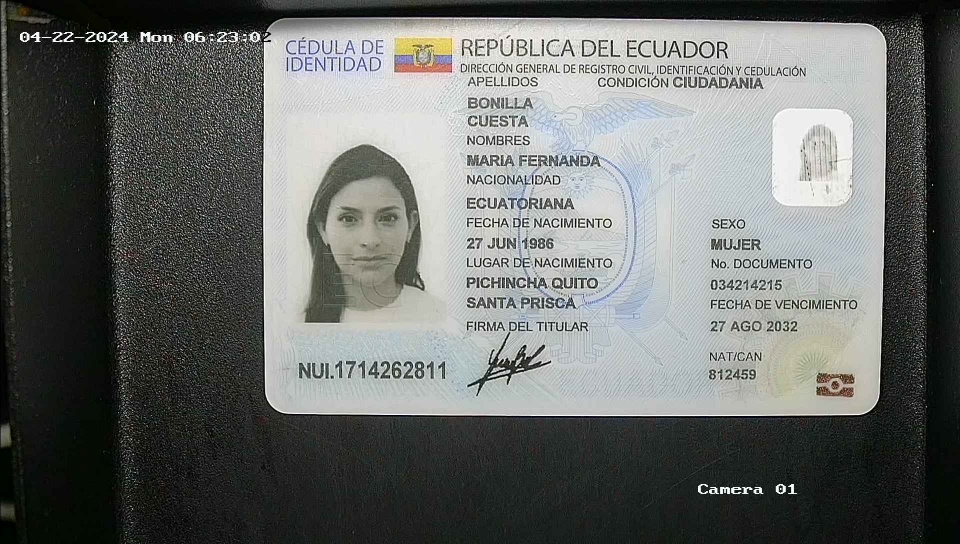 04-22-2024 Mon 06:23:02
CÉDULA DE
IDENTIDAD
REPÚBLICA DEL ECUADOR
DIRECCIÓN GENERAL DE REGISTRO CIVIL, IDENTIFICACIÓN Y CEDULACIÓN
APELLIDOS CONDICIÓN CIUDADANIA
BONILLA
CUESTA
NOMBRES
MARIA FERNANDA
NACIONALIDAD
ECUATORIANA
FECHA DE NACIMIENTO
27 JUN 1986
LUGAR DE NACIMIENTO
PICHINCHA QUITO
SANTA PRISCA
FIRMA DEL TITULAR
SEXO
MUJER
No. DOCUMENTO
034214215
FECHA DE VENCIMIENTO
27 AGO 2032
NAT/CAN
812459
NUI.1714262811
Camera 01